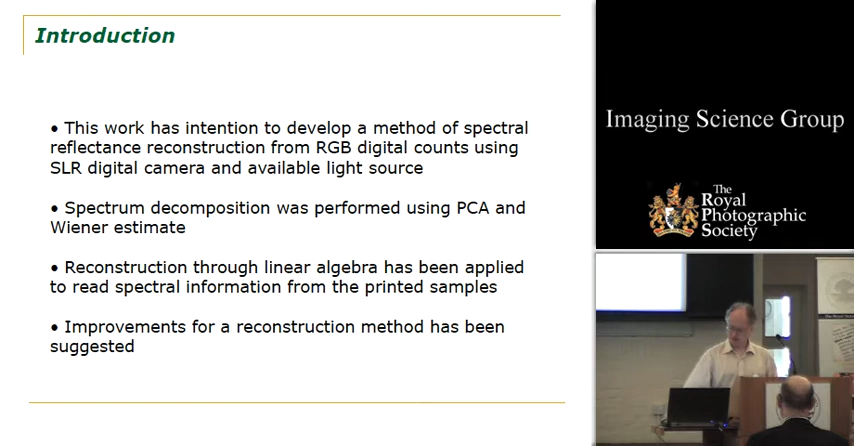 Introduction
• This work has intention to develop a method of spectral
reflectance reconstruction from RGB digital counts using
SLR digital camera and available light source
• Spectrum decomposition was performed using PCA and
Wiener estimate
• Reconstruction through linear algebra has been applied
to read spectral information from the printed samples
• Improvements for a reconstruction method has been
suggested
Imaging Science Group
The
Royal
Photographic
Society